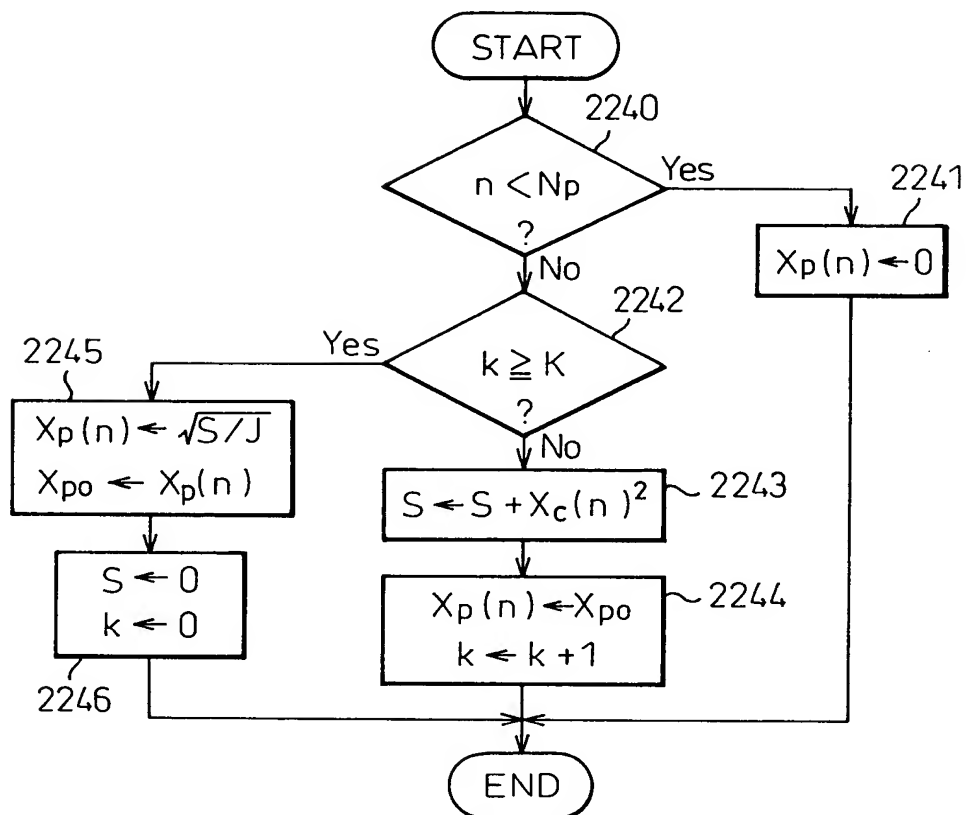 START
2240
n < Np
?
Yes
2241
Xp(n) ← 0
No
2242
k ≧ K
?
Yes
2245
Xp(n) ← √S/J
Xpo ← Xp(n)
No
2243
S ← S + Xc(n)²
S ← 0
k ← 0
2246
2244
Xp(n) ← Xpo
k ← k + 1
END